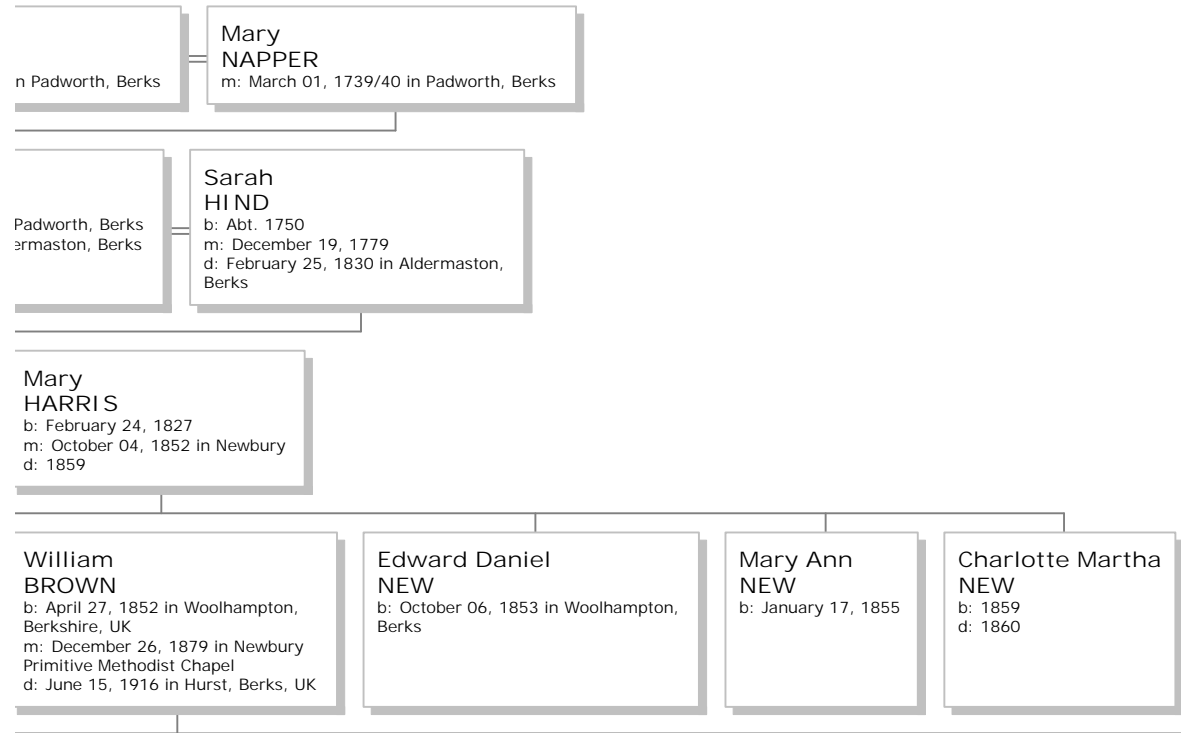 n Padworth, Berks
Mary
NAPPER
m: March 01, 1739/40 in Padworth, Berks
Padworth, Berks
ermaston, Berks
Sarah
HIND
b: Abt. 1750
m: December 19, 1779
d: February 25, 1830 in Aldermaston,
Berks
Mary
HARRIS
b: February 24, 1827
m: October 04, 1852 in Newbury
d: 1859
William
BROWN
b: April 27, 1852 in Woolhampton,
Berkshire, UK
m: December 26, 1879 in Newbury
Primitive Methodist Chapel
d: June 15, 1916 in Hurst, Berks, UK
Edward Daniel
NEW
b: October 06, 1853 in Woolhampton,
Berks
Mary Ann
NEW
b: January 17, 1855
Charlotte Martha
NEW
b: 1859
d: 1860